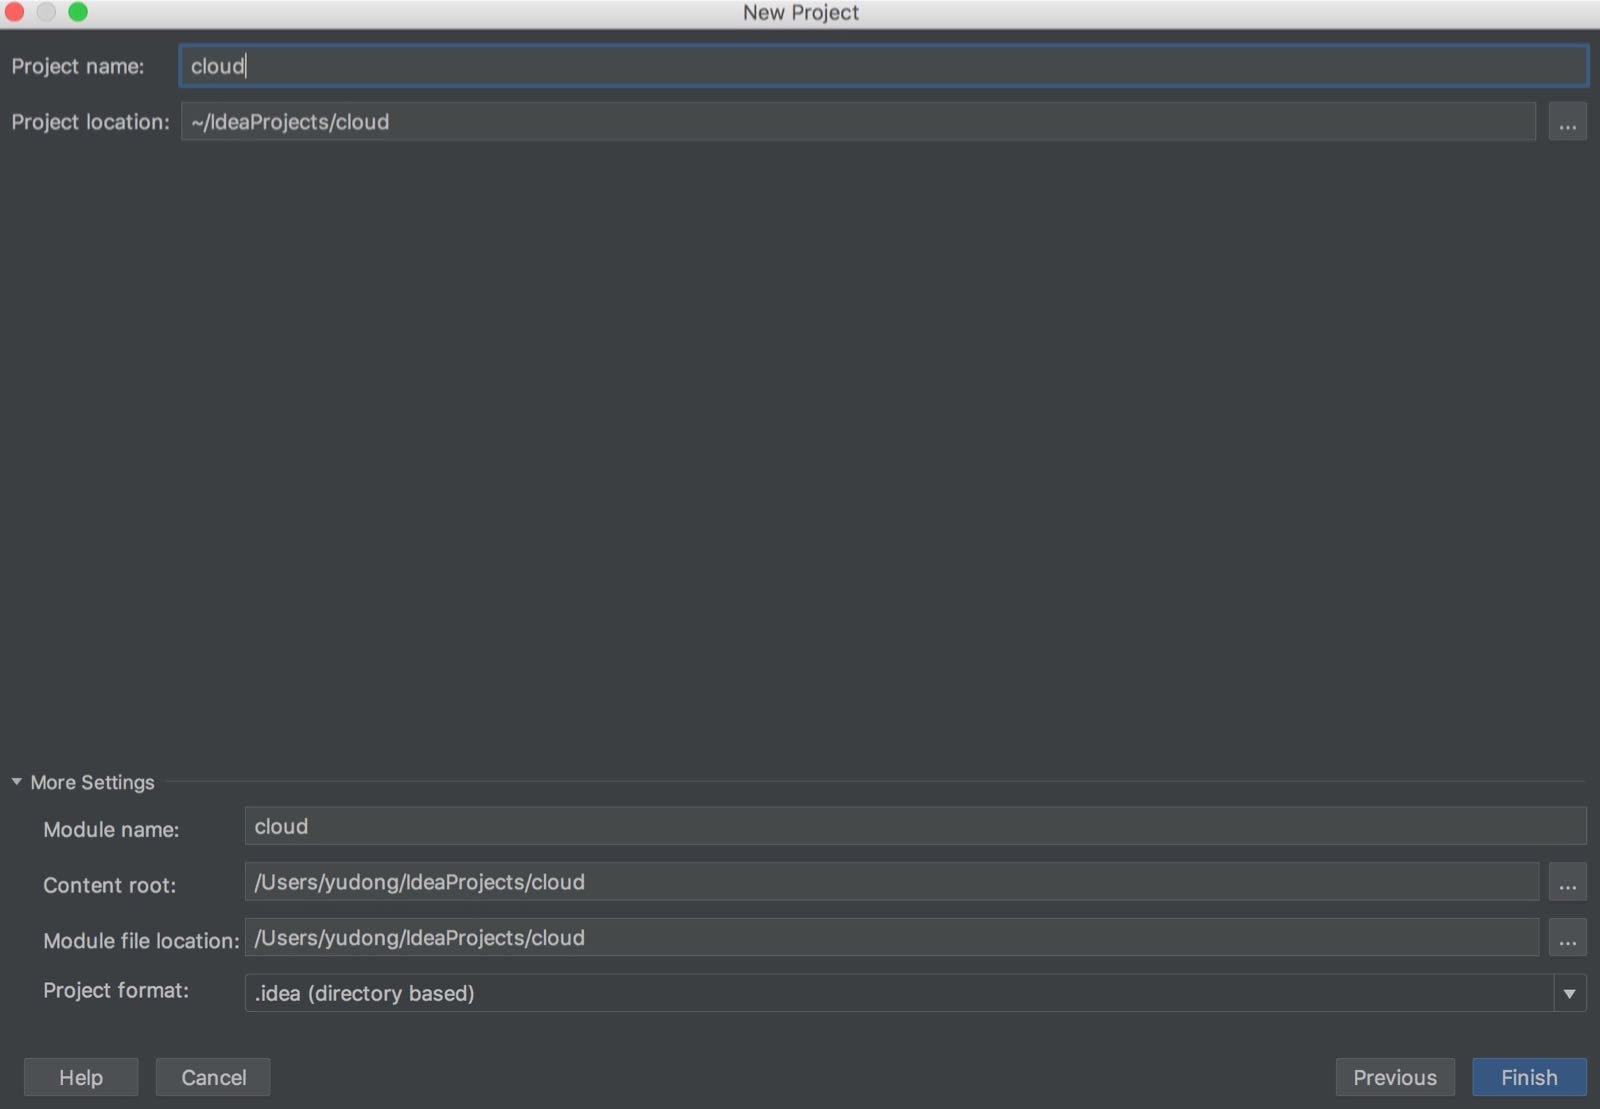 New Project
Project name: cloud
Project location: ~/IdeaProjects/cloud ...
More Settings
Module name: cloud
Content root: /Users/yudong/IdeaProjects/cloud ...
Module file location: /Users/yudong/IdeaProjects/cloud ...
Project format: .idea (directory based)
Help Cancel Previous Finish